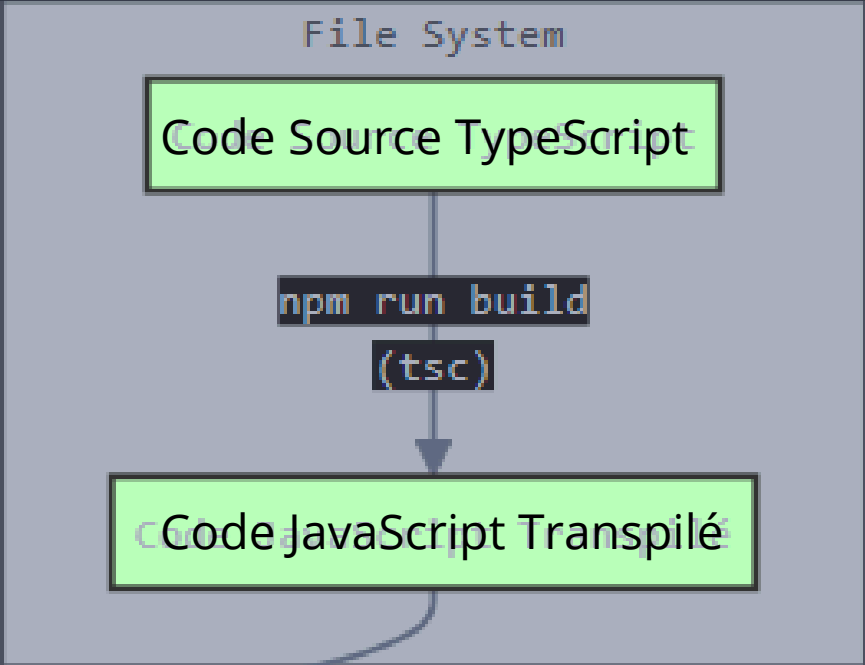 File System
Code Source TypeScript
npm run build
(tsc)
Code JavaScript Transpilé